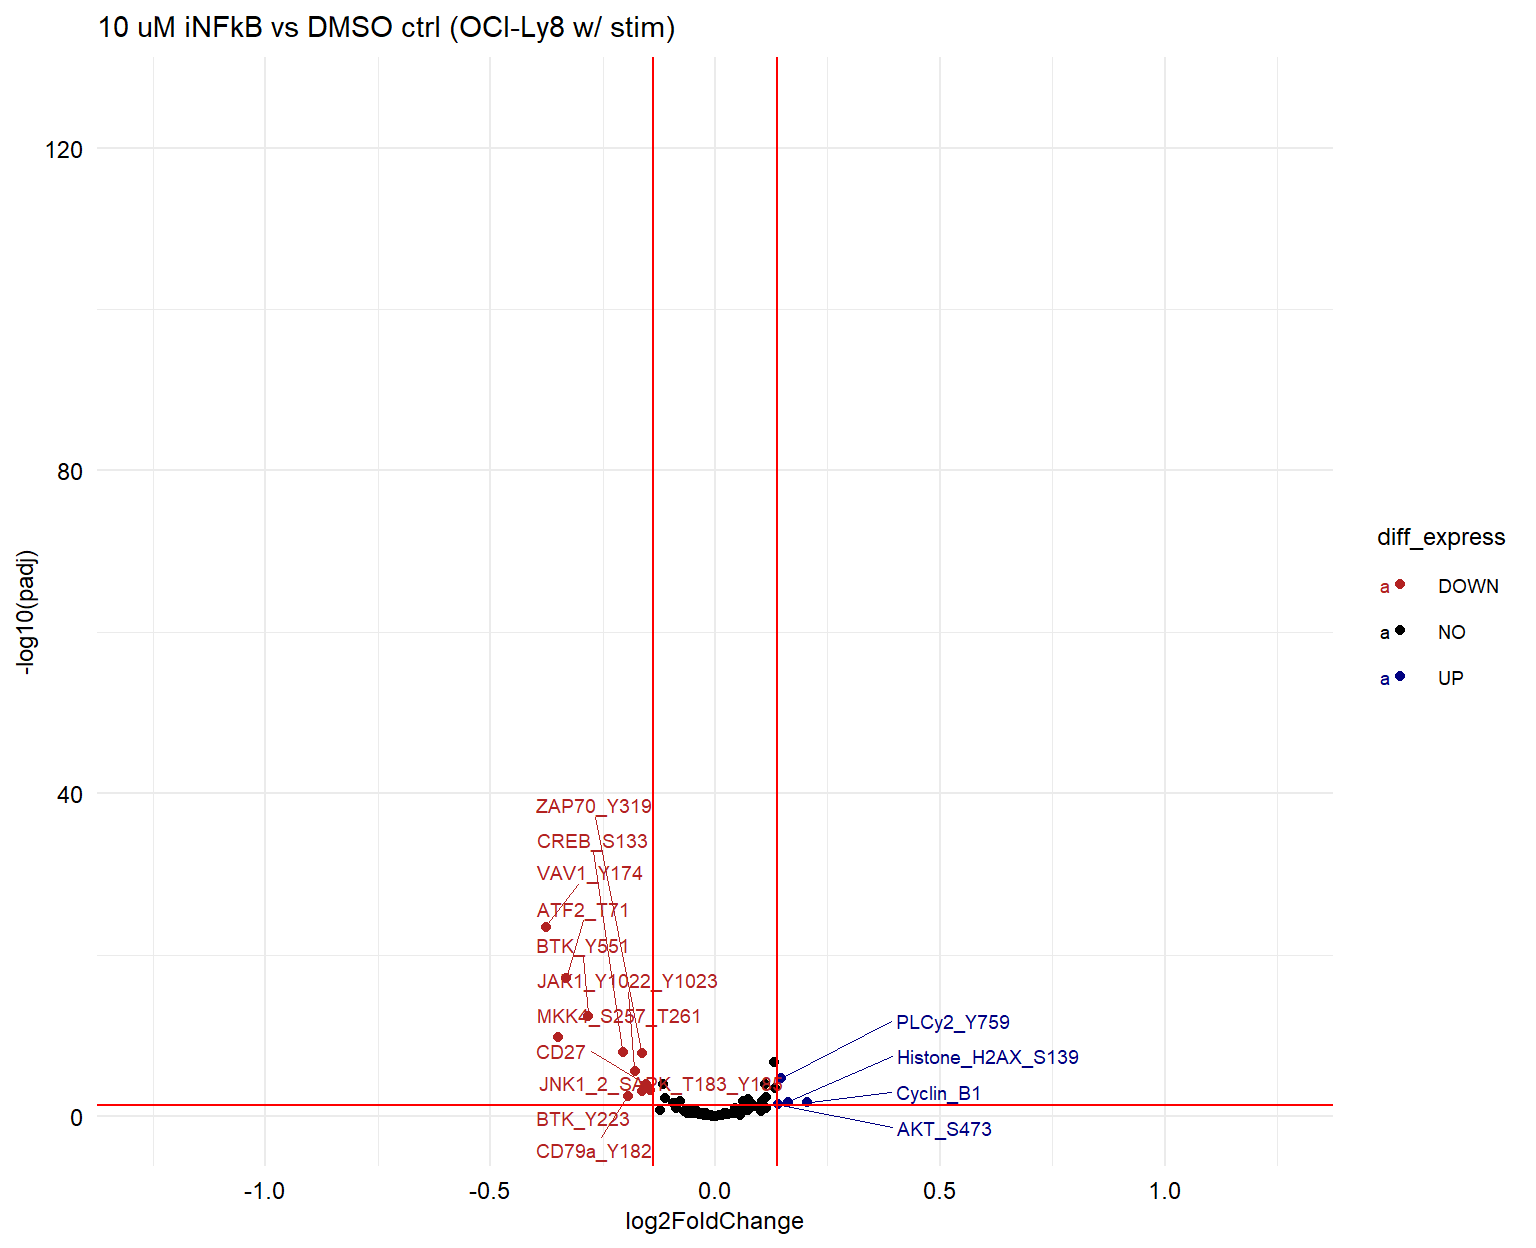 10 uM iNFkB vs DMSO ctrl (OCI-Ly8 w/ stim)
120
80
40
0
-log10(padj)
ZAP70_Y319
CREB_S133
VAV1_Y174
ATF2_T71
BTK_Y551
JAK1_Y1022_Y1023
MKK4_S257_T261
CD27
JNK1_2_SAPK_T183_Y185
BTK_Y223
CD79a_Y182
PLCy2_Y759
Histone_H2AX_S139
Cyclin_B1
AKT_S473
-1.0
-0.5
0.0
0.5
1.0
log2FoldChange
diff_express
a DOWN
a NO
a UP